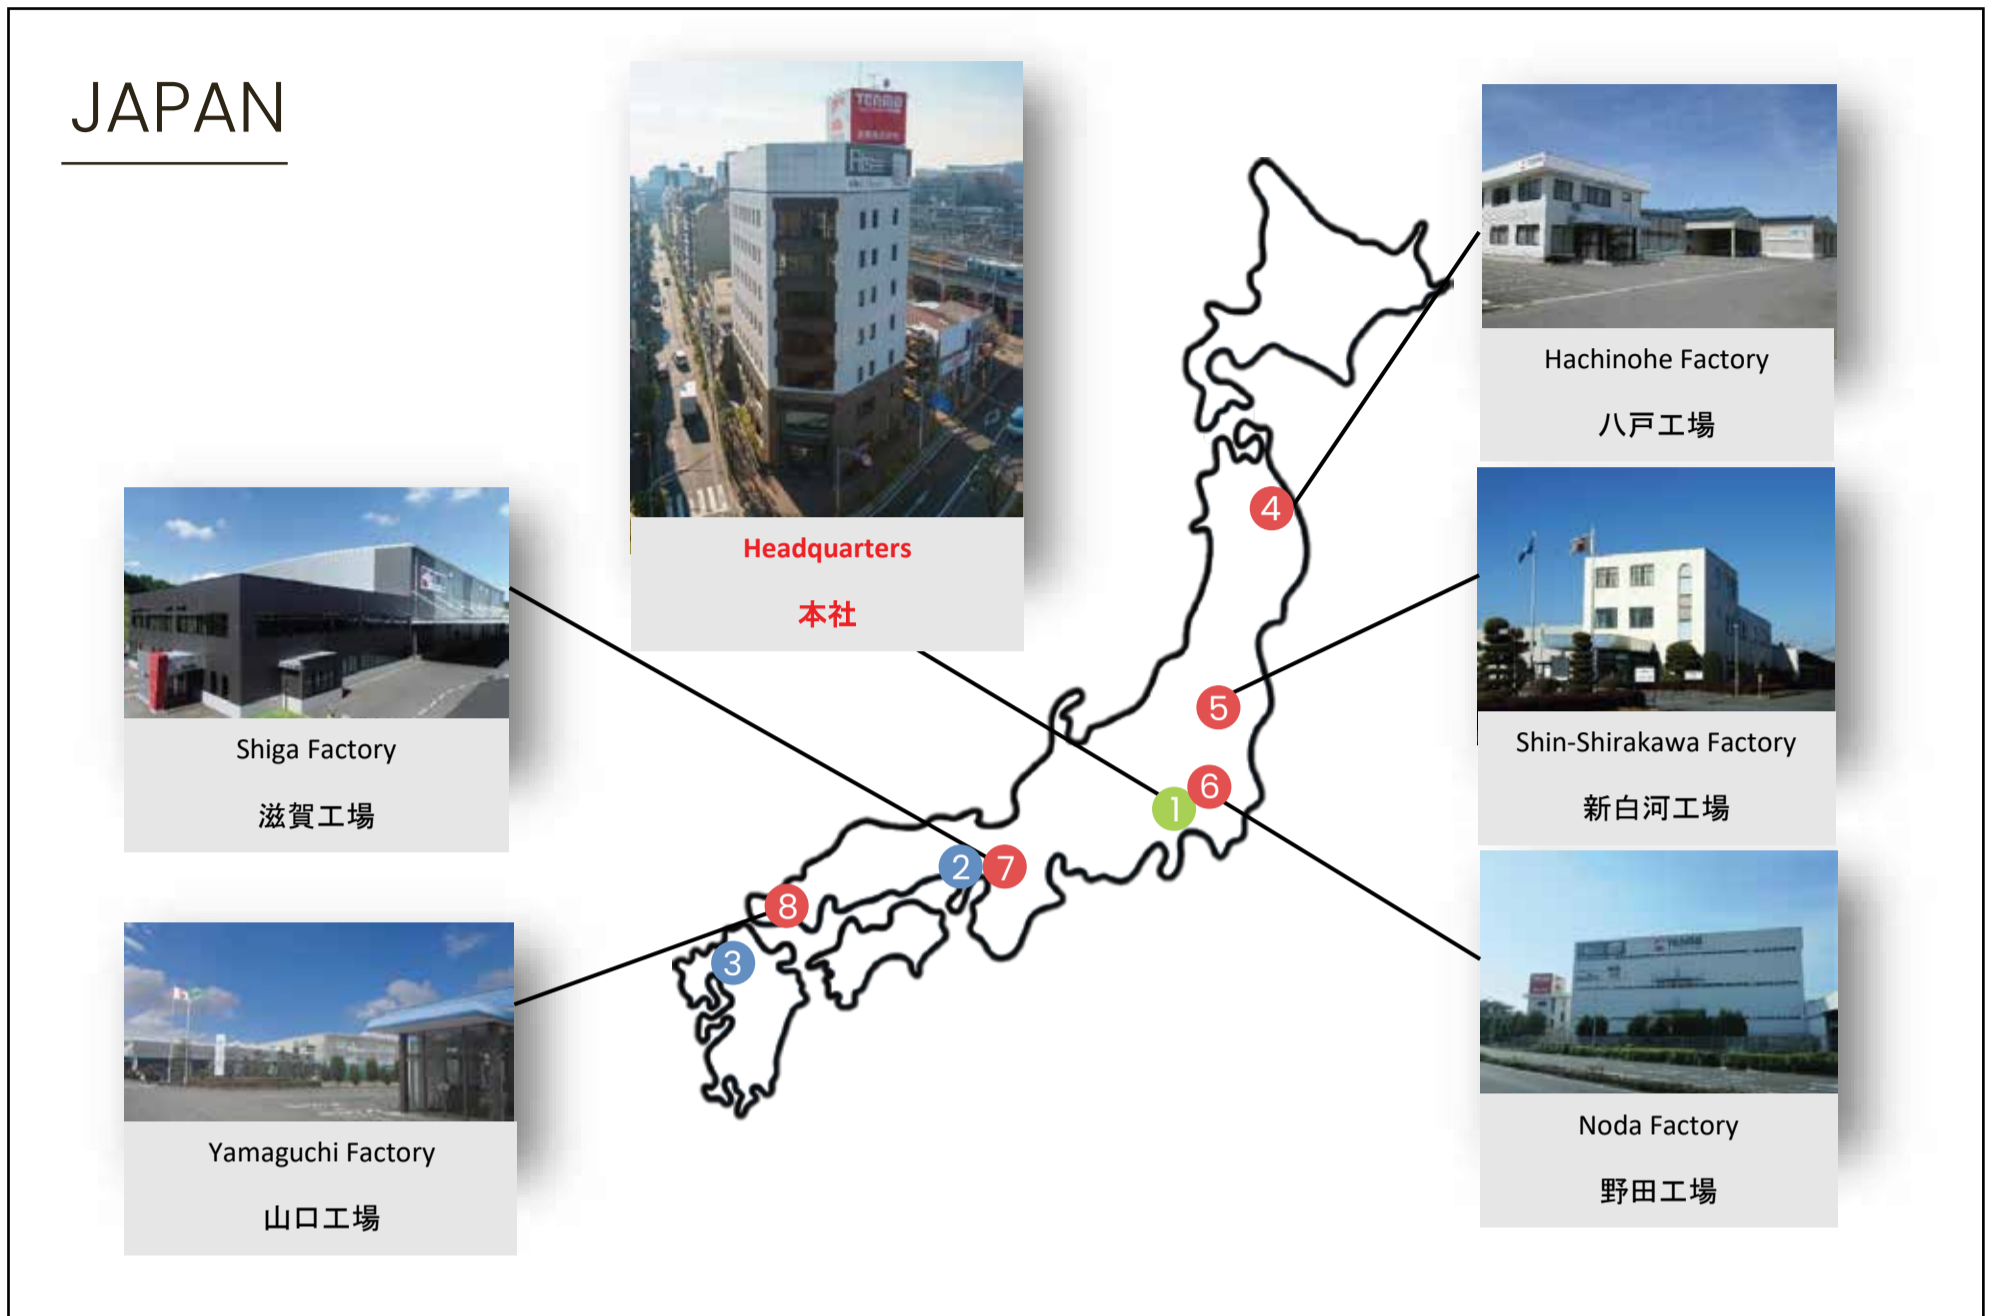 JAPAN
TENMA
Headquarters
本社
Hachinohe Factory
八戸工場
Shin-Shirakawa Factory
新白河工場
Shiga Factory
滋賀工場
Yamaguchi Factory
山口工場
TENMA
Noda Factory
野田工場
4
5
6
1
2
7
8
3